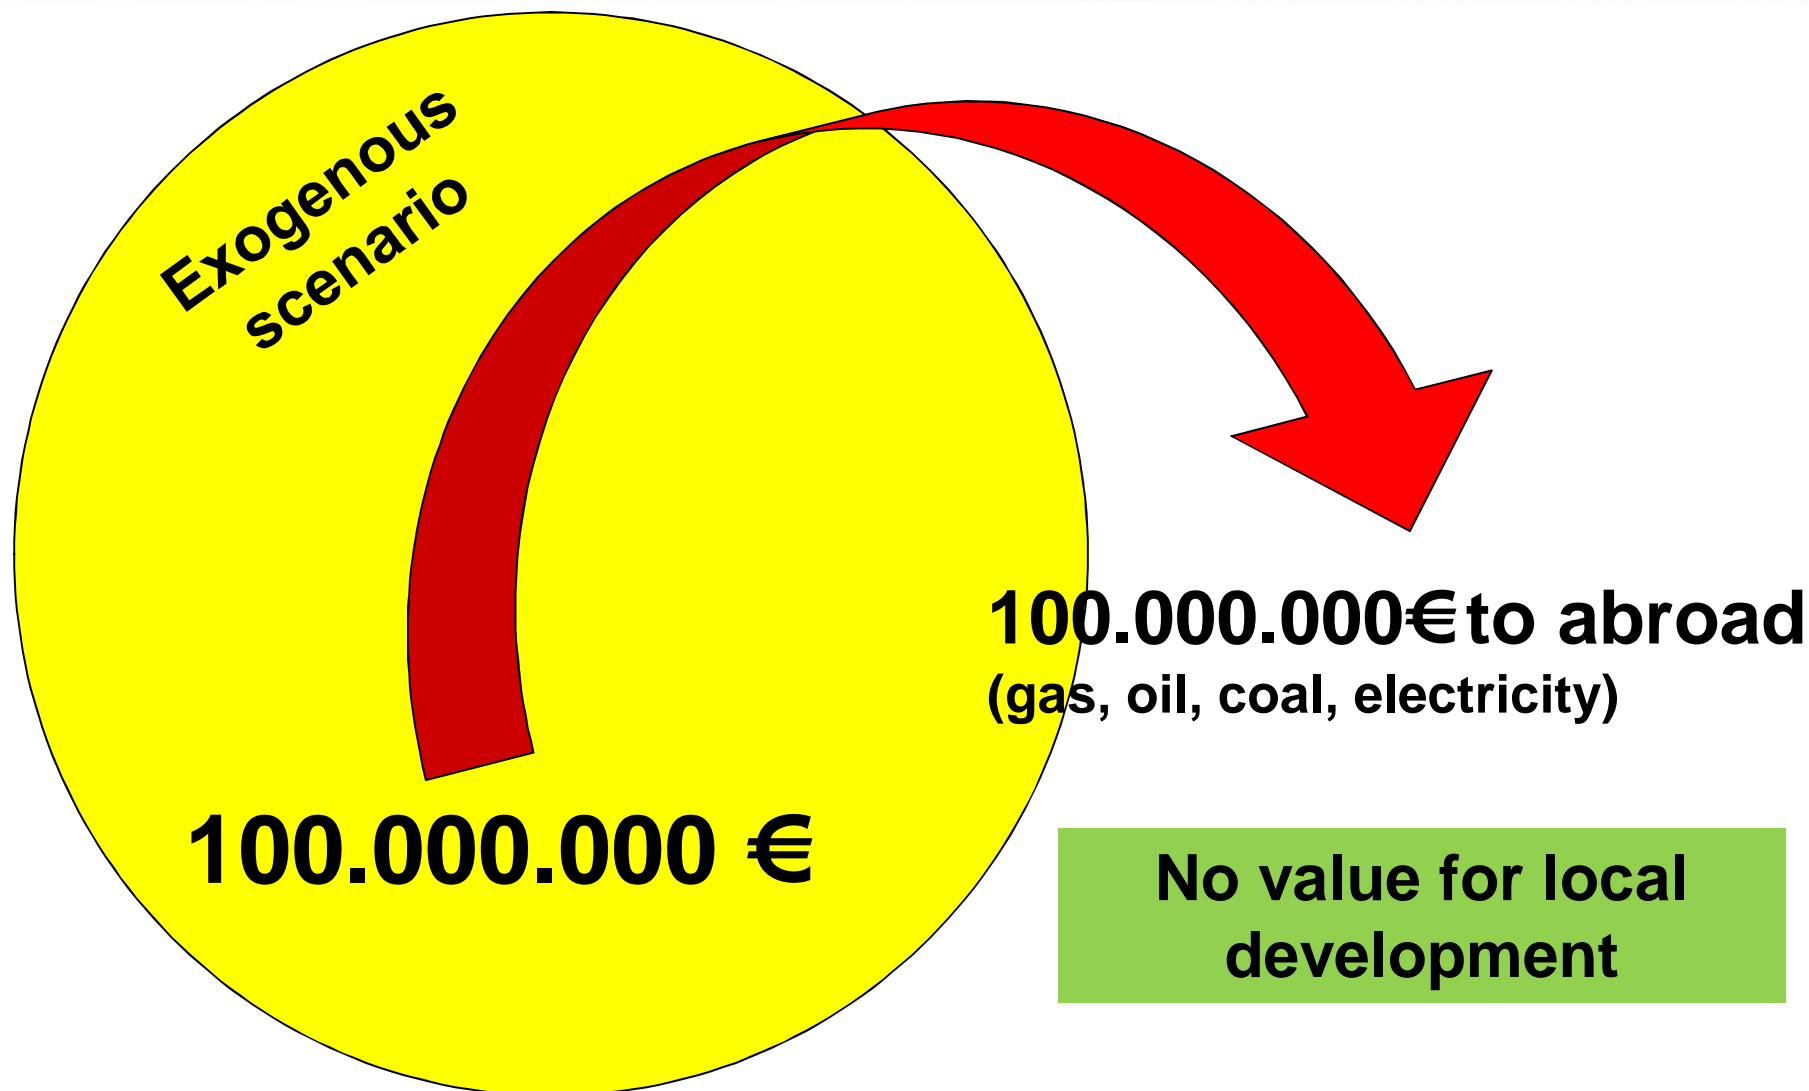 Exogenous
scenario
100.000.000€to abroad
(gas, oil, coal, electricity)
100.000.000 €
No value for local
development